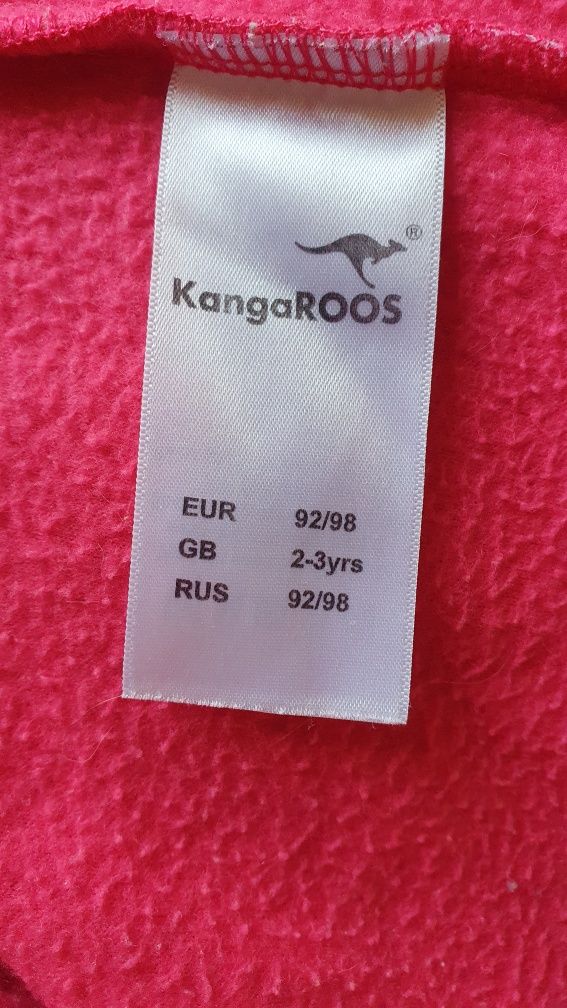 ®
KangaROOS
EUR 92/98
GB 2-3yrs
RUS 92/98